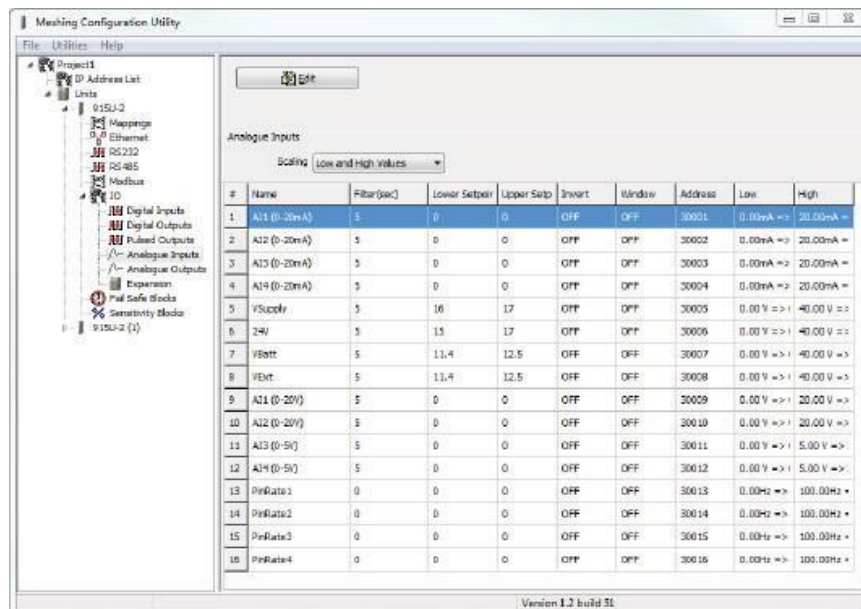 Meshing Configuration Utility
File Utilities Help
Project1
IP Address List
Units
915U-2
Mappings
Ethernet
RS232
RS485
Modbus
IO
Digital Inputs
Digital Outputs
Pulsed Outputs
Analogue Inputs
Analogue Outputs
Expansion
Fail Safe Blocks
Sensitivity Blocks
915U-2 (1)
Edit
Analogue Inputs
Scaling Low and High Values
# Name Filter(sec) Lower Setpoir Upper Setp Invert Window Address Low High
1 AI1 (0-20mA) 5 0 0 OFF OFF 30001 0.00mA => 20.00mA =
2 AI2 (0-20mA) 5 0 0 OFF OFF 30002 0.00mA => 20.00mA =
3 AI3 (0-20mA) 5 0 0 OFF OFF 30003 0.00mA => 20.00mA =
4 AI4 (0-20mA) 5 0 0 OFF OFF 30004 0.00mA => 20.00mA =
5 VSupply 5 16 17 OFF OFF 30005 0.00 V => 40.00 V =>
6 24V 5 15 17 OFF OFF 30006 0.00 V => 40.00 V =>
7 VBatt 5 11.4 12.5 OFF OFF 30007 0.00 V => 40.00 V =>
8 VExt 5 11.4 12.5 OFF OFF 30008 0.00 V => 40.00 V =>
9 AI1 (0-20V) 5 0 0 OFF OFF 30009 0.00 V => 20.00 V =>
10 AI2 (0-20V) 5 0 0 OFF OFF 30010 0.00 V => 20.00 V =>
11 AI3 (0-5V) 5 0 0 OFF OFF 30011 0.00 V => 5.00 V =>
12 AI4 (0-5V) 5 0 0 OFF OFF 30012 0.00 V => 5.00 V =>
13 PinRate1 0 0 0 OFF OFF 30013 0.00Hz => 100.00Hz
14 PinRate2 0 0 0 OFF OFF 30014 0.00Hz => 100.00Hz
15 PinRate3 0 0 0 OFF OFF 30015 0.00Hz => 100.00Hz
16 PinRate4 0 0 0 OFF OFF 30016 0.00Hz => 100.00Hz
Version 1.2 build 51